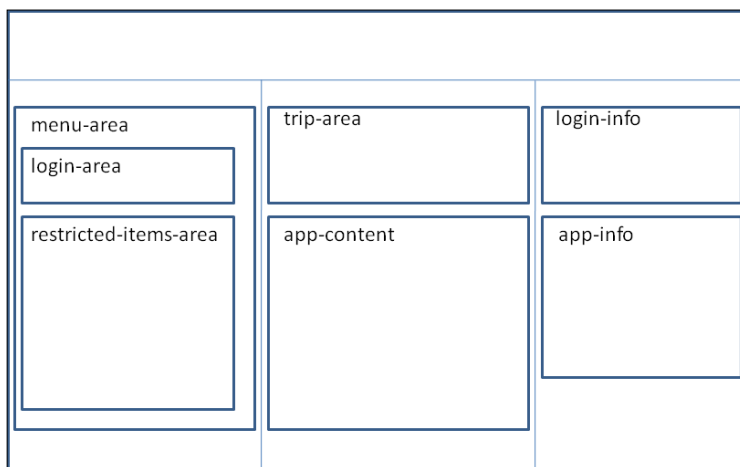 menu-area
login-area
restricted-items-area
trip-area
app-content
login-info
app-info